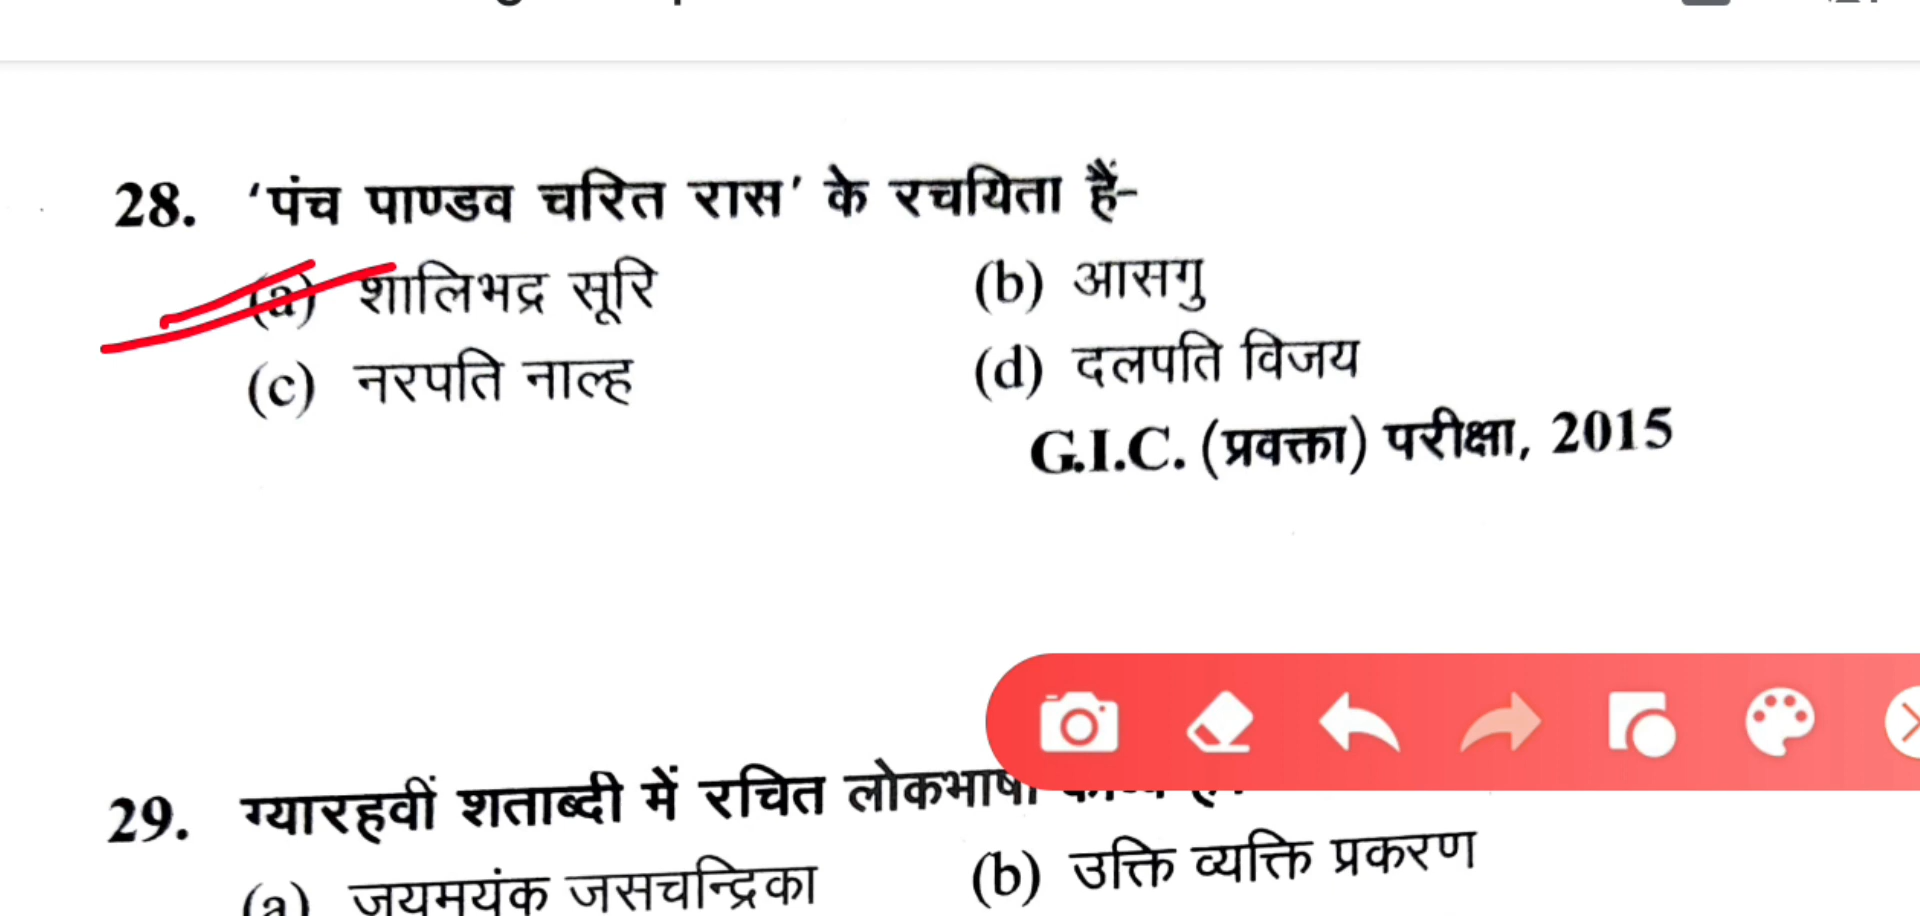 28. 'पंच पाण्डव चरित रास' के रचयिता हैं-
(a) शालिभद्र सूरि (b) आसगु
(c) नरपति नाल्ह (d) दलपति विजय
G.I.C. (प्रवक्ता) परीक्षा, 2015
29. ग्यारहवीं शताब्दी में रचित लोकभाषा
(a) जयमयंक जसचन्द्रिका (b) उक्ति व्यक्ति प्रकरण